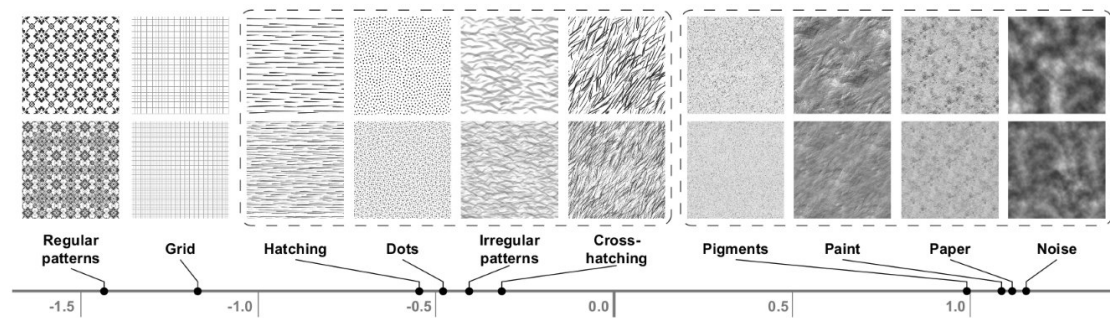 Regular
patterns
Grid
Hatching
Dots
Irregular
patterns
Cross-
hatching
Pigments
Paint
Paper
Noise
-1.5
-1.0
-0.5
0.0
0.5
1.0